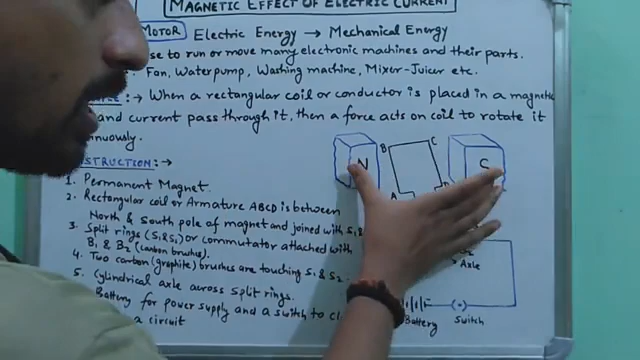 MAGNETIC EFFECT OF ELECTRIC CURRENT
MOTOR Electric Energy → Mechanical Energy
se to run or move many electronic machines and their parts.
Fan, Water pump, Washing machine, Mixer-Juicer etc.
:→ When a rectangular coil or conductor is placed in a magnetic
and current pass through it, then a force acts on coil to rotate it
nuously.
STRUCTION:→
1. Permanent Magnet.
2. Rectangular coil or Armature ABCD is between
North & South pole of magnet and joined with S1 &
3. Split rings (S1 & S2) or commutator attached with
B1 & B2 (carbon brushes).
4. Two carbon (graphite) brushes are touching S1 & S2.
5. Cylindrical axle across split rings.
Battery for power supply and a switch to cl
a circuit
N
B
C
S
A
Axle
Battery
Switch